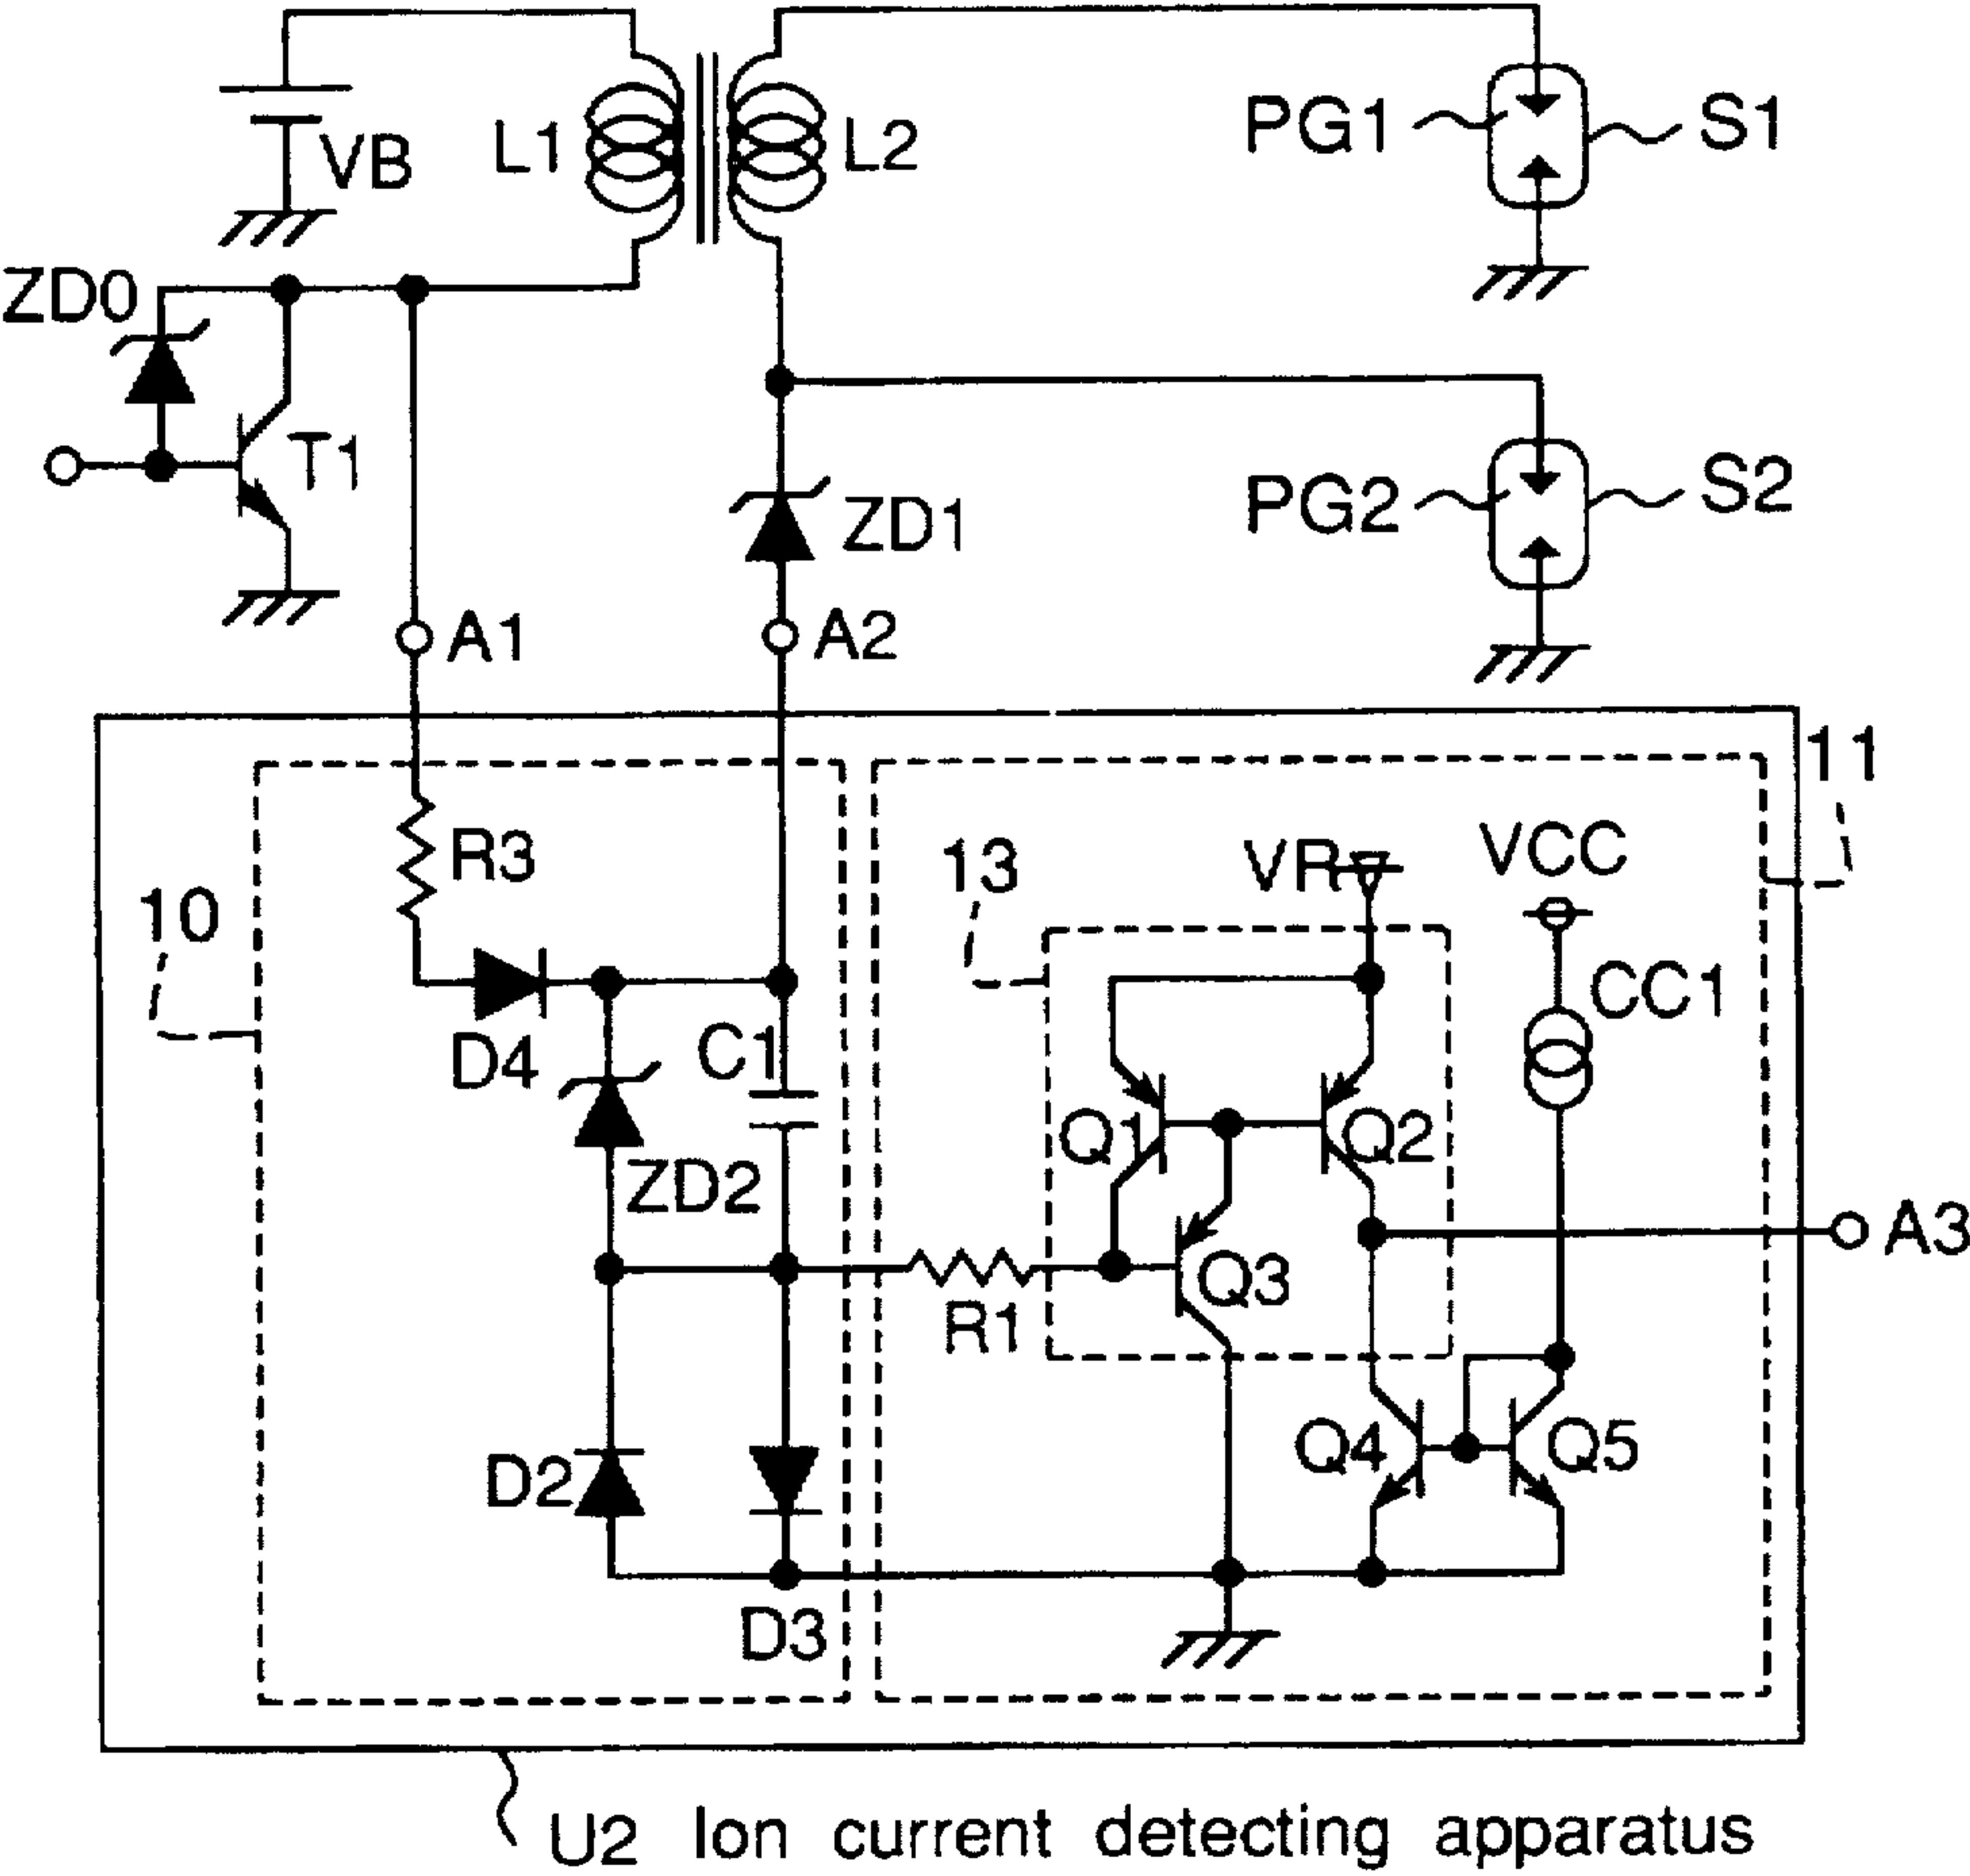 VB
L1
L2
PG1
S1
ZD0
T1
ZD1
PG2
S2
A1
A2
11
10
R3
13
VR
VCC
D4
C1
CC1
Q1
Q2
ZD2
A3
R1
Q3
D2
Q4
Q5
D3
U2 Ion current detecting apparatus